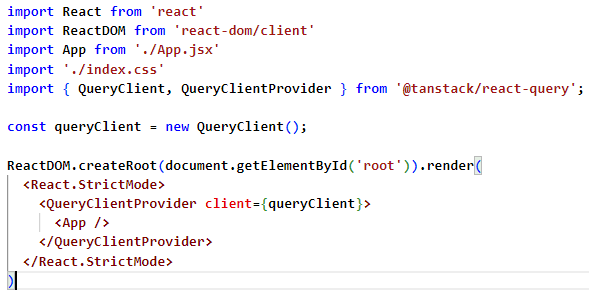 import React from 'react'
import ReactDOM from 'react-dom/client'
import App from './App.jsx'
import './index.css'
import { QueryClient, QueryClientProvider } from '@tanstack/react-query';
const queryClient = new QueryClient();
ReactDOM.createRoot(document.getElementById('root')).render(
<React.StrictMode>
<QueryClientProvider client={queryClient}>
<App />
</QueryClientProvider>
</React.StrictMode>
)